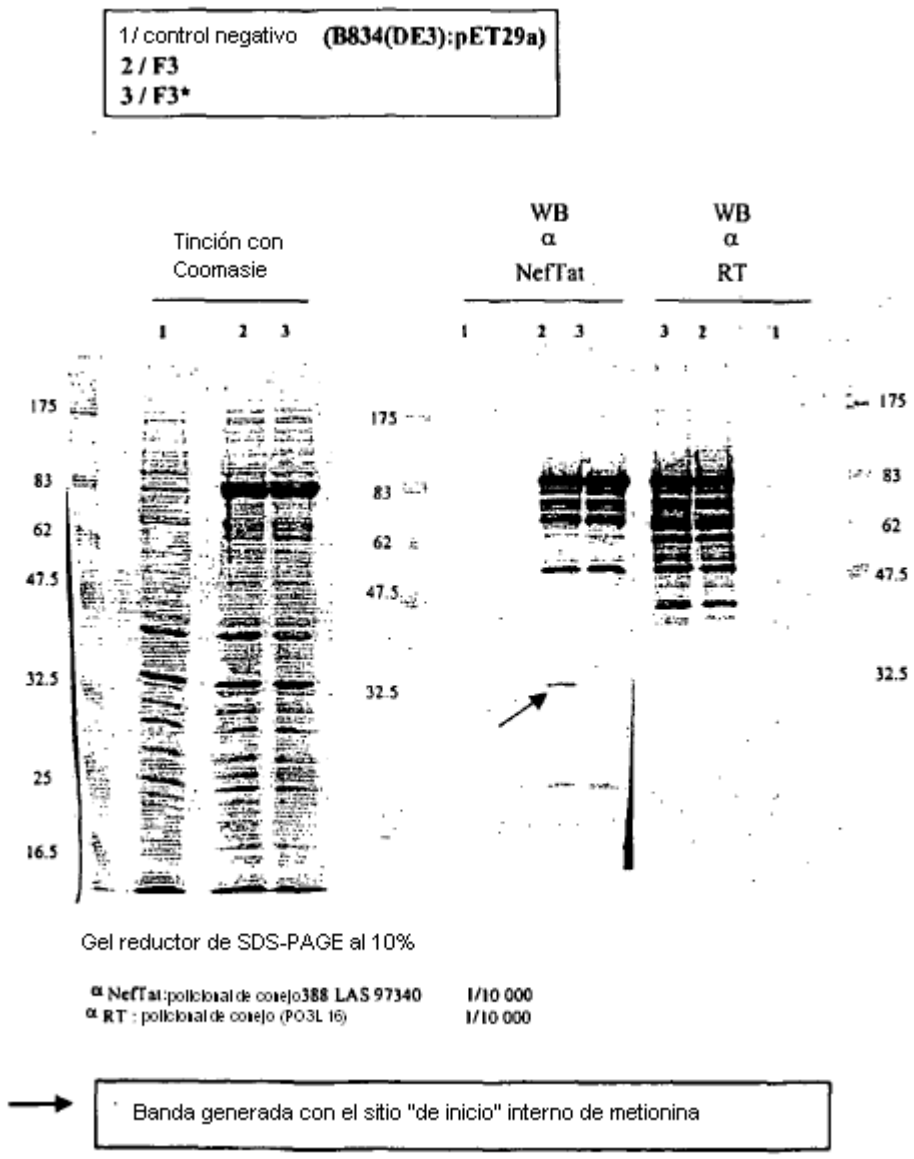 1/ control negativo (B834(DE3):pET29a)
2 / F3
3 / F3*
Tinción con
Coomasie
WB
α
NefTat
WB
α
RT
1 2 3
1 2 3
3 2 1
175
83
62
47.5
32.5
25
16.5
175
83
62
47.5
32.5
175
83
62
47.5
32.5
Gel reductor de SDS-PAGE al 10%
α NefTat:policlonal de conejo388 LAS 97340 1/10 000
α RT : policlonal de conejo (PO3L 16) 1/10 000
Banda generada con el sitio "de inicio" interno de metionina